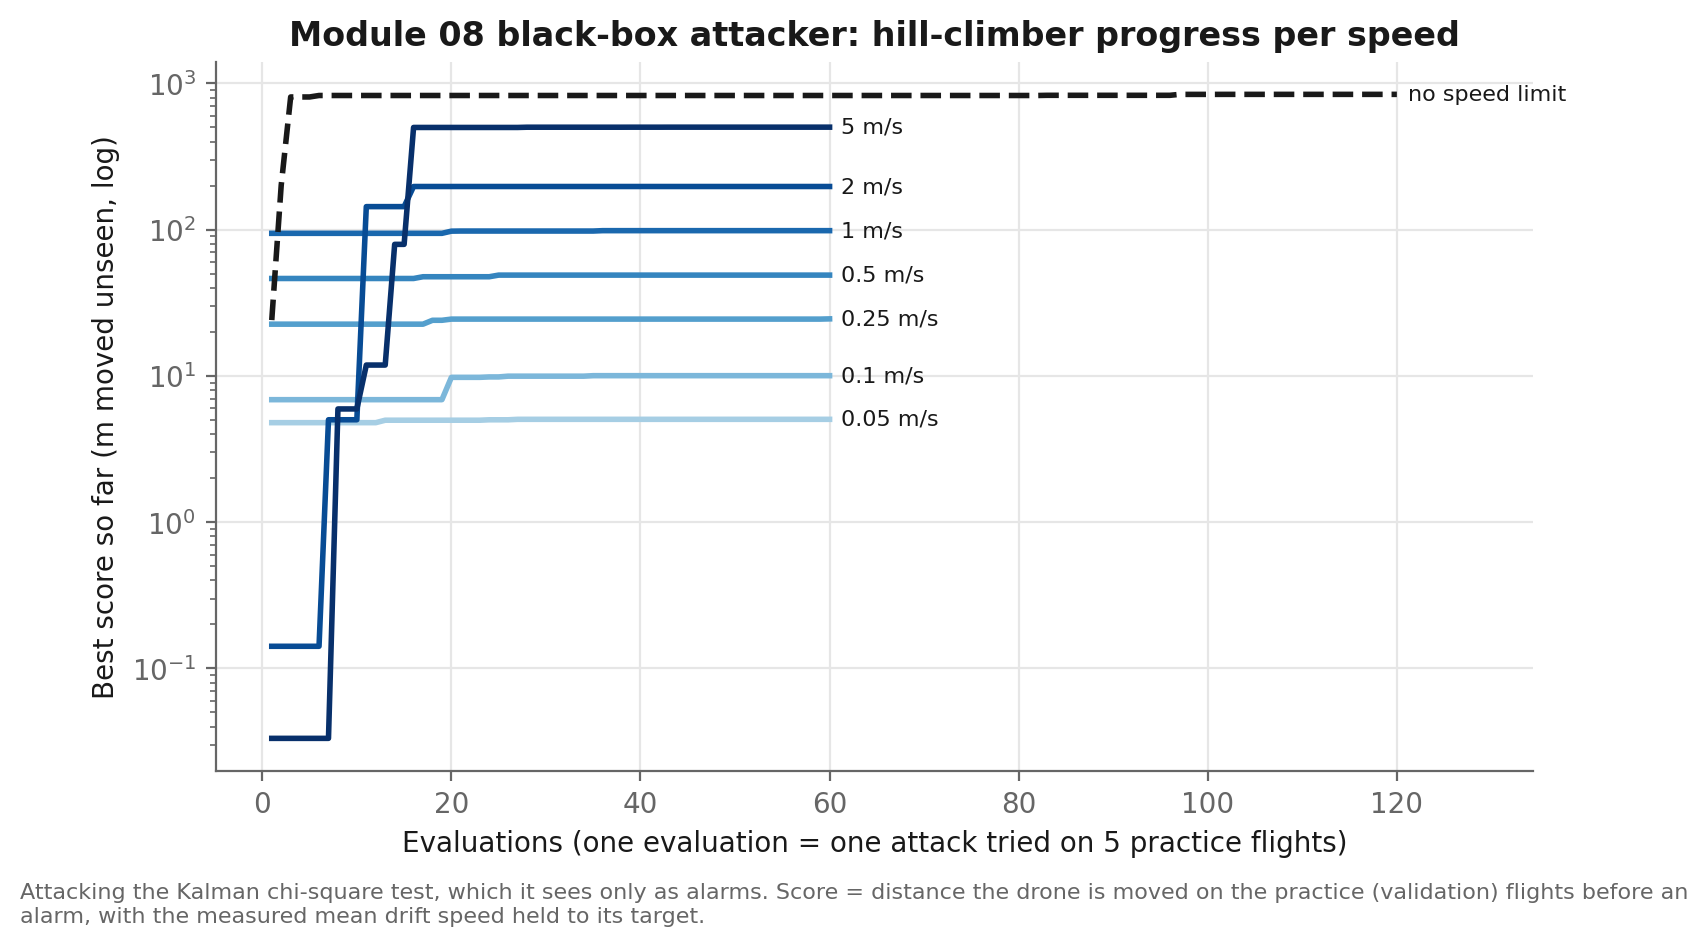 Module 08 black-box attacker: hill-climber progress per speed
Best score so far (m moved unseen, log)
10³
10²
10¹
10⁰
10⁻¹
no speed limit
5 m/s
2 m/s
1 m/s
0.5 m/s
0.25 m/s
0.1 m/s
0.05 m/s
0 20 40 60 80 100 120
Evaluations (one evaluation = one attack tried on 5 practice flights)
Attacking the Kalman chi-square test, which it sees only as alarms. Score = distance the drone is moved on the practice (validation) flights before an
alarm, with the measured mean drift speed held to its target.